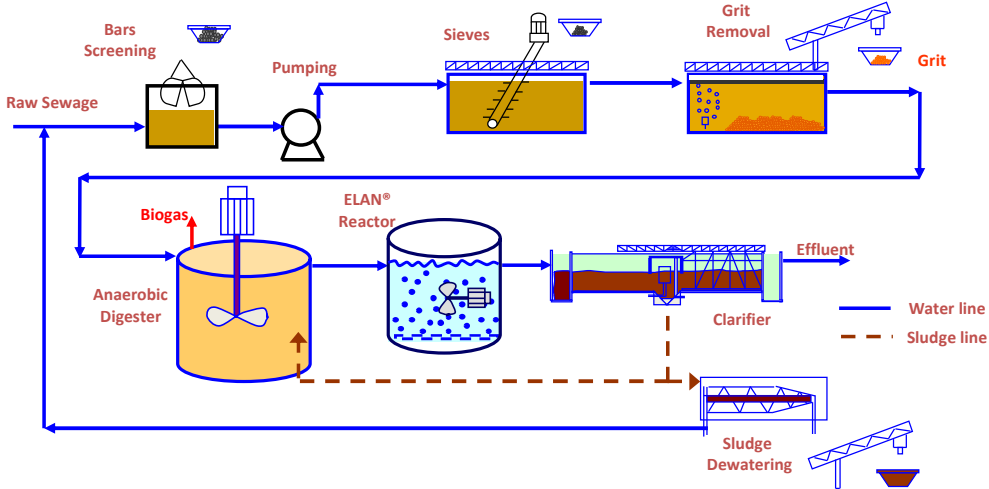 Bars
Screening
Sieves
Grit
Removal
Grit
Pumping
Raw Sewage
ELAN®
Reactor
Biogas
Effluent
Anaerobic
Digester
Clarifier
Water line
Sludge line
Sludge
Dewatering